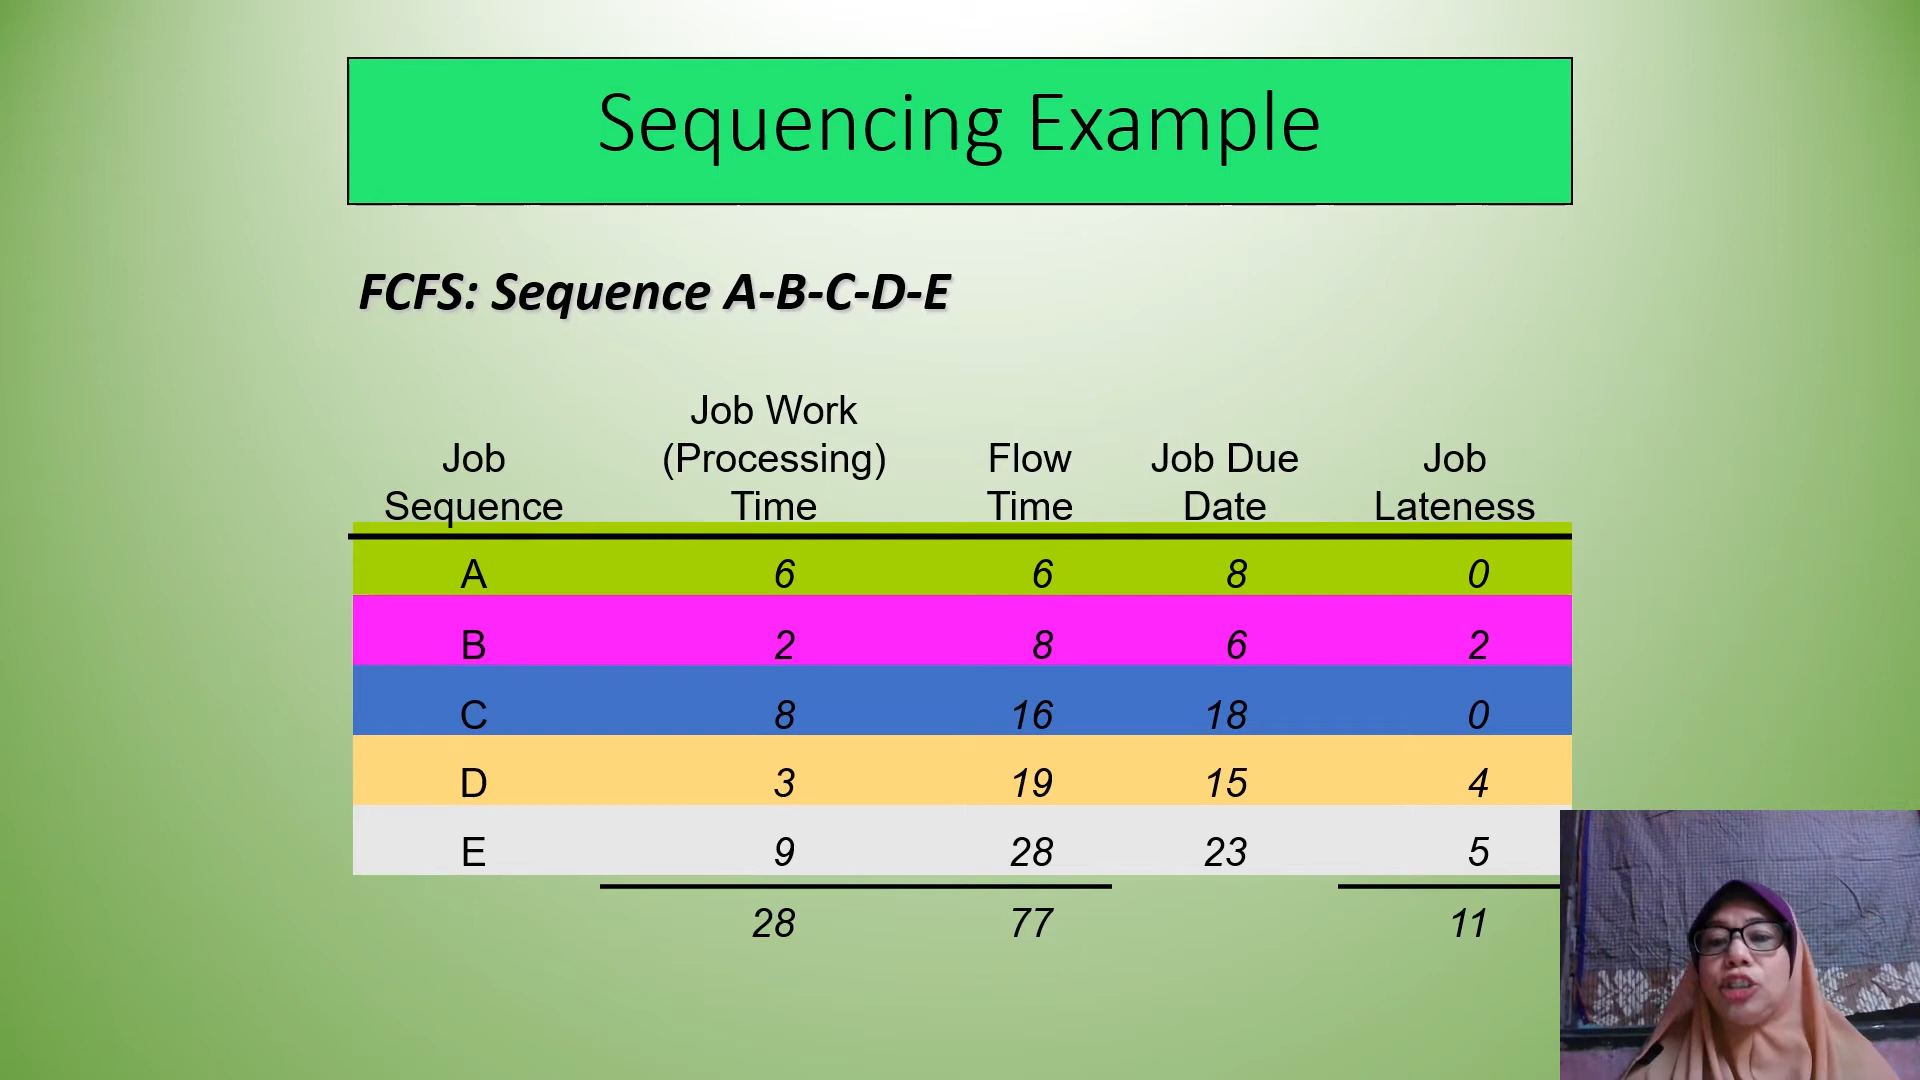 Sequencing Example
FCFS: Sequence A-B-C-D-E
Job Sequence	Job Work (Processing) Time	Flow Time	Job Due Date	Job Lateness
A	6	6	8	0
B	2	8	6	2
C	8	16	18	0
D	3	19	15	4
E	9	28	23	5
28	77	11